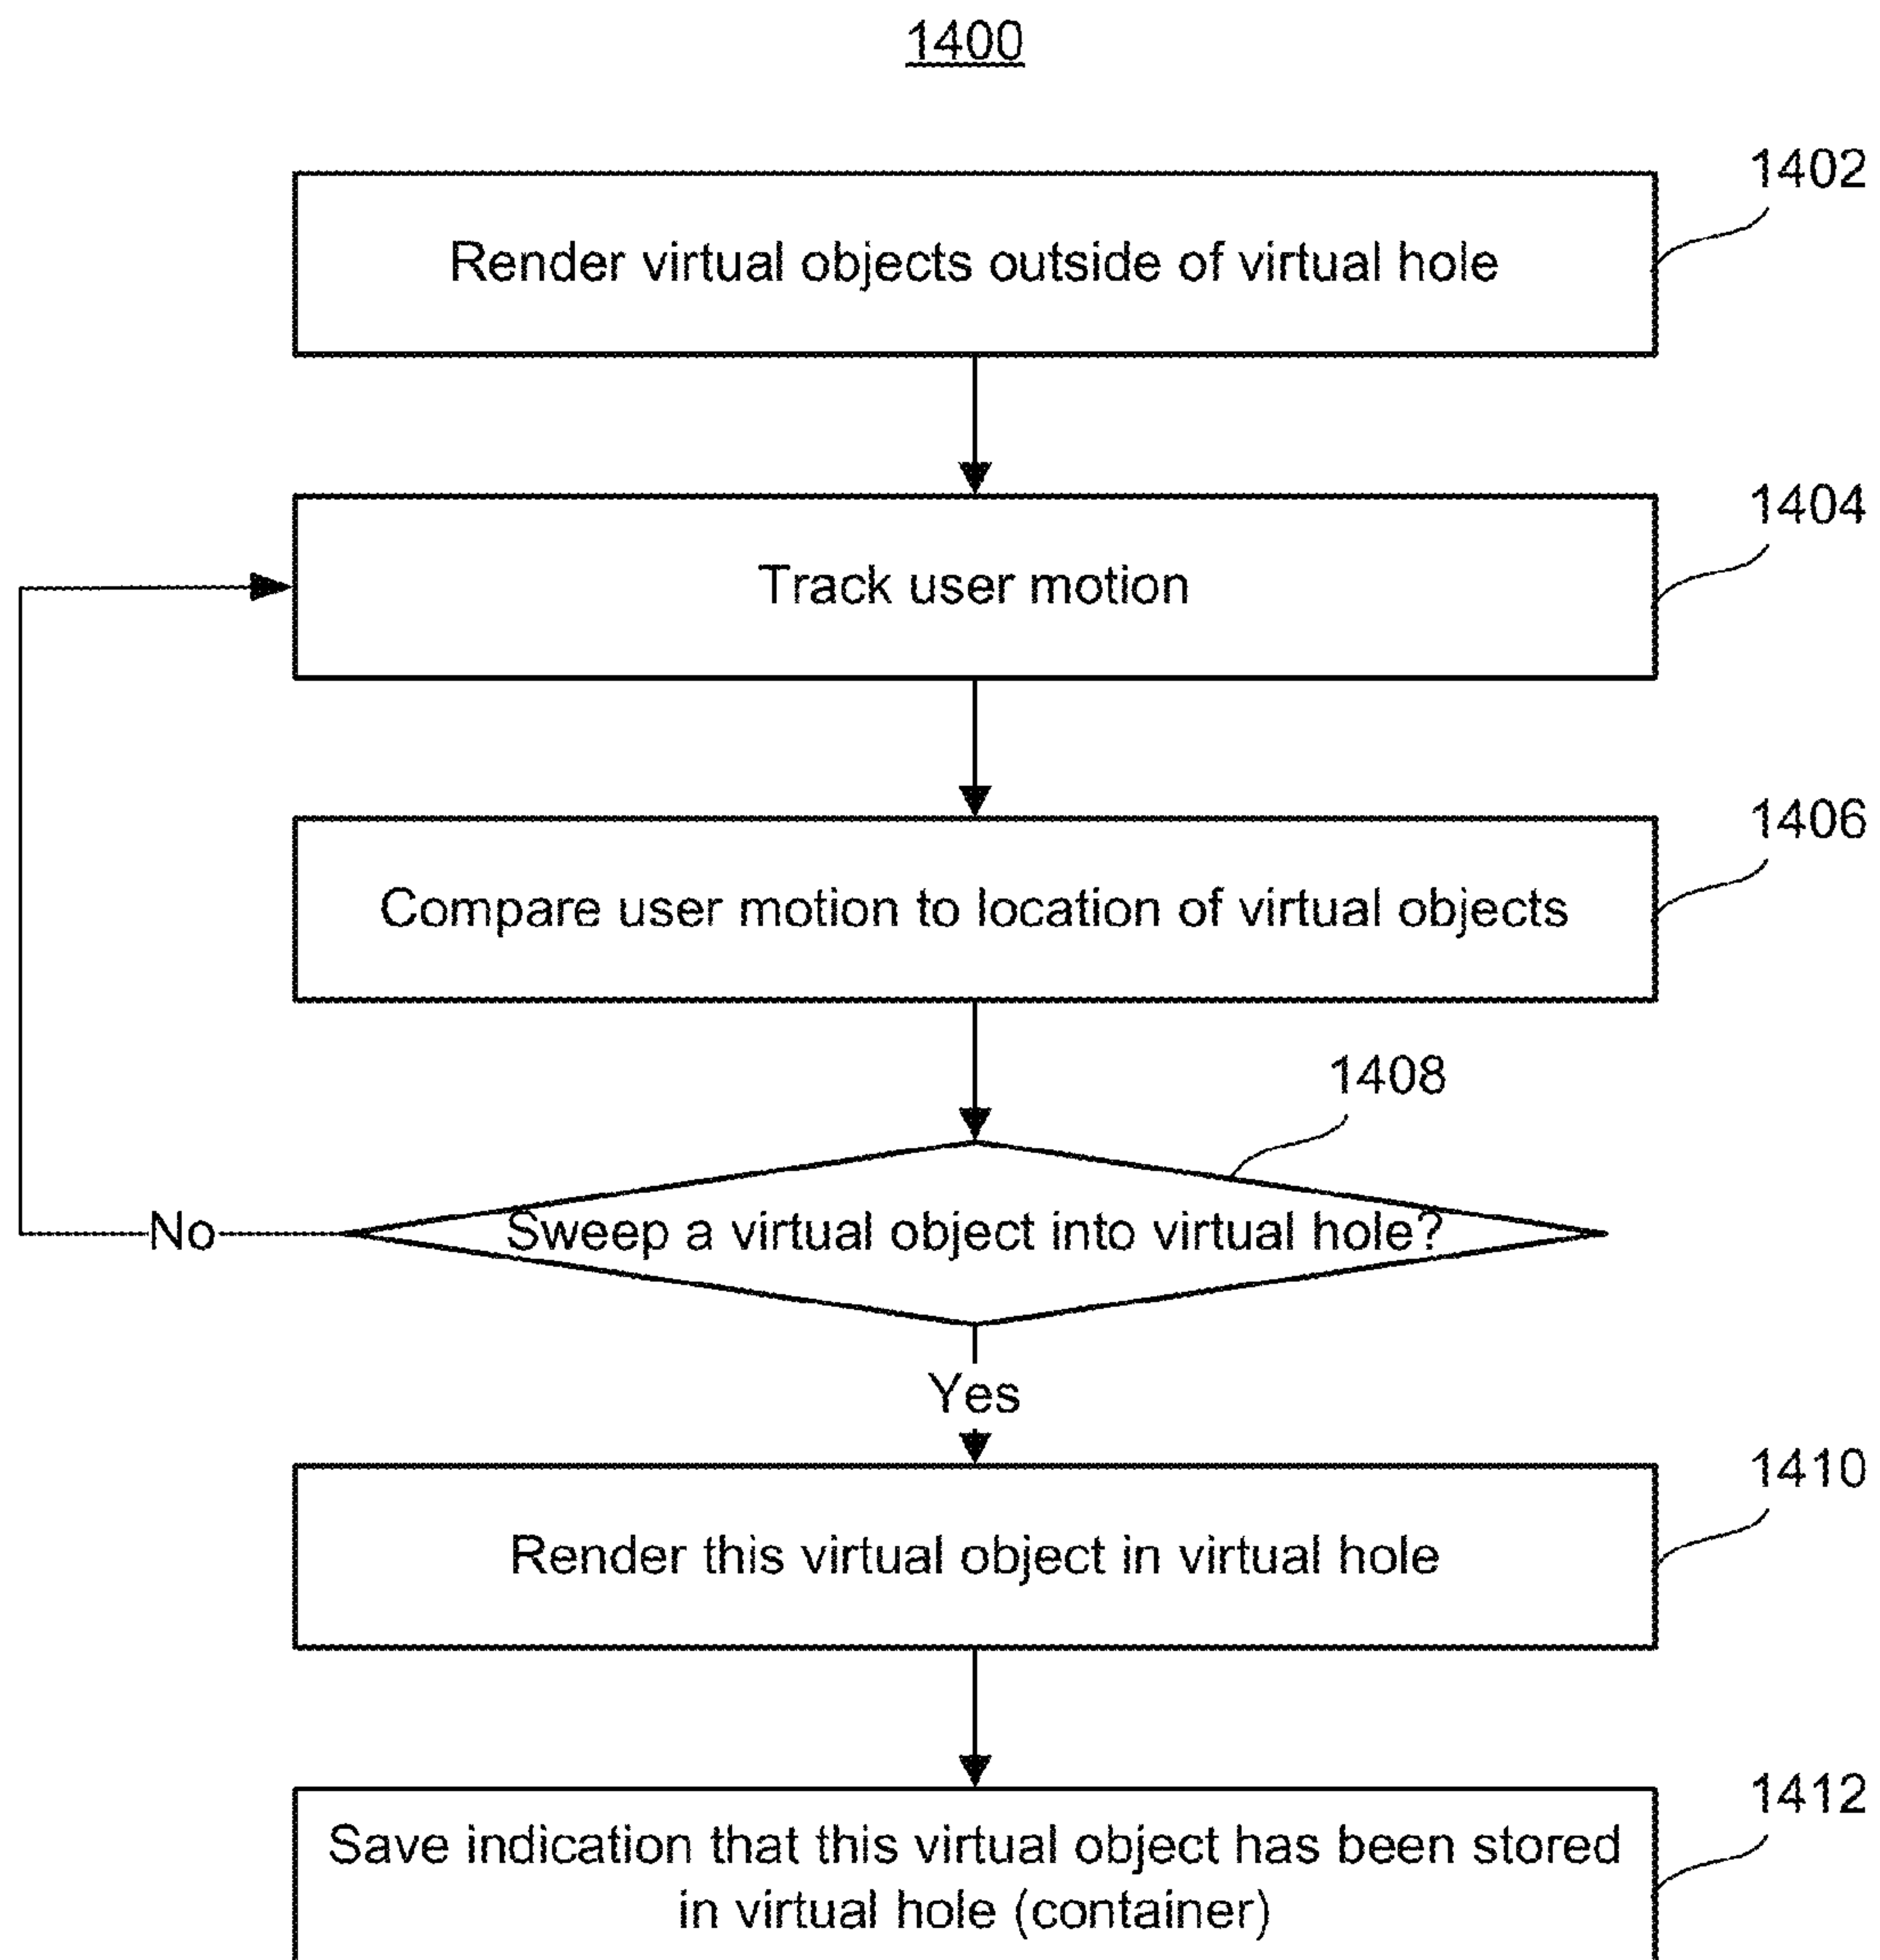 1400
1402
Render virtual objects outside of virtual hole
1404
Track user motion
1406
Compare user motion to location of virtual objects
1408
Sweep a virtual object into virtual hole?
No
Yes
1410
Render this virtual object in virtual hole
1412
Save indication that this virtual object has been stored
in virtual hole (container)